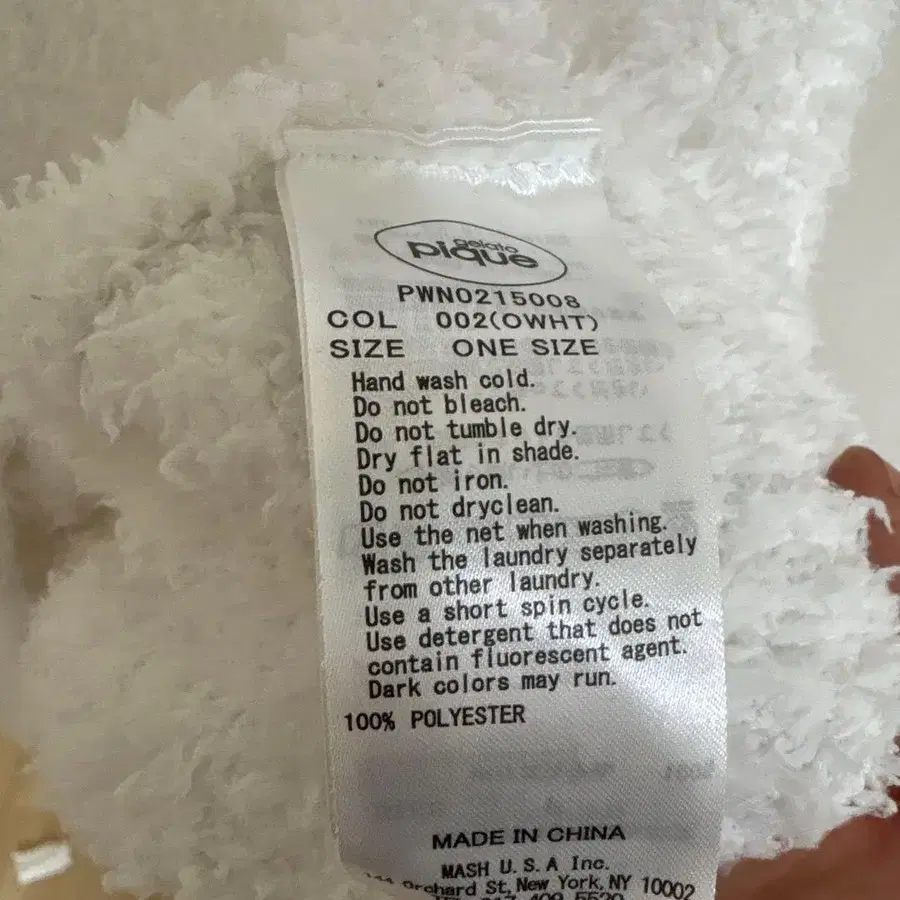 gelato
pique
PWNO215008
COL 002(OWHT)
SIZE ONE SIZE
Hand wash cold.
Do not bleach.
Do not tumble dry.
Dry flat in shade.
Do not iron.
Do not dryclean.
Use the net when washing.
Wash the laundry separately
from other laundry.
Use a short spin cycle.
Use detergent that does not
contain fluorescent agent.
Dark colors may run.
100% POLYESTER
MADE IN CHINA
MASH U.S.A Inc.
Orchard St, New York, NY 10002